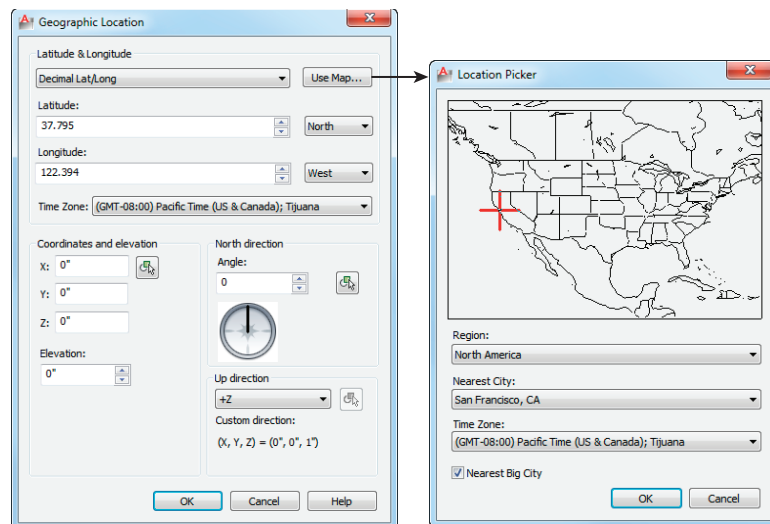 Geographic Location
Latitude & Longitude
Decimal Lat/Long
Use Map...
Latitude:
37.795
North
Longitude:
122.394
West
Time Zone: (GMT-08:00) Pacific Time (US & Canada); Tijuana
Coordinates and elevation
X: 0"
Y: 0"
Z: 0"
Elevation:
0"
North direction
Angle:
0
Up direction
+Z
Custom direction:
(X, Y, Z) = (0", 0", 1")
OK
Cancel
Help
Location Picker
Region:
North America
Nearest City:
San Francisco, CA
Time Zone:
(GMT-08:00) Pacific Time (US & Canada); Tijuana
Nearest Big City
OK
Cancel